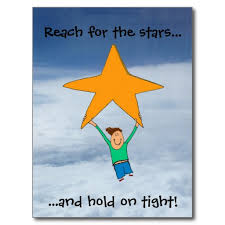 Reach for the stars...
...and hold on tight!